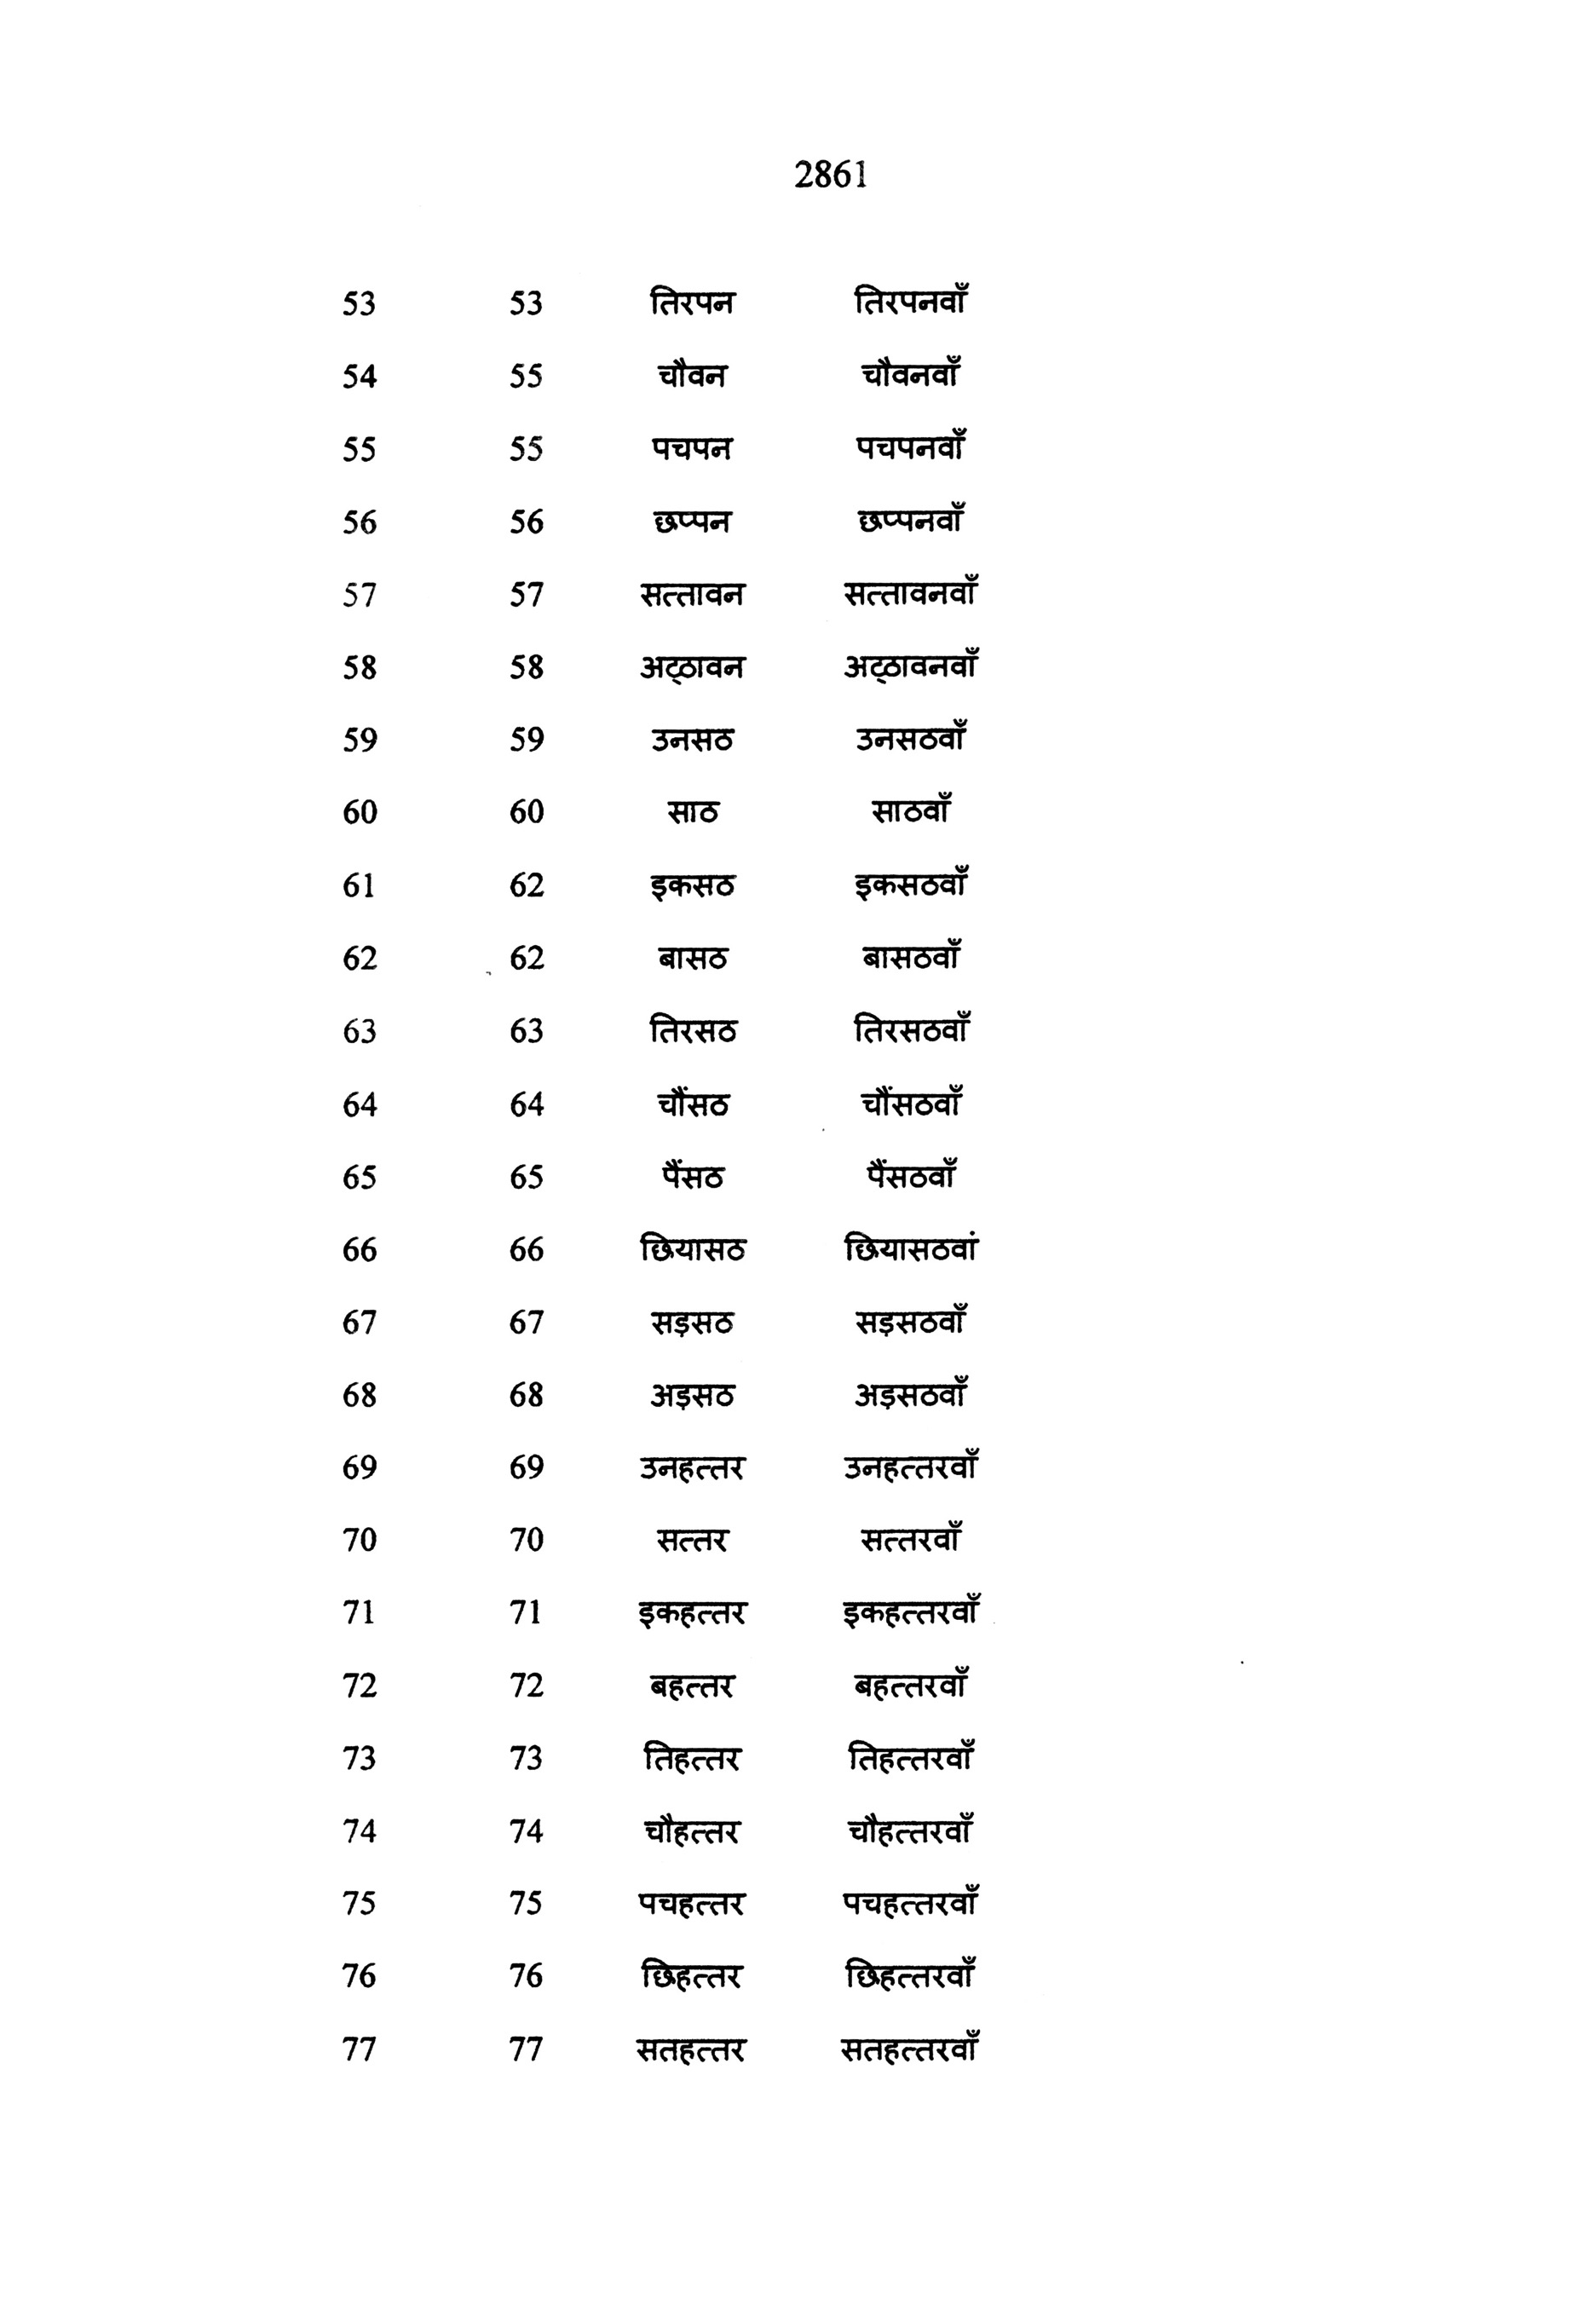 2861
53 53 तिरपन तिरपनवाँ
54 55 चौवन चौवनवाँ
55 55 पचपन पचपनवाँ
56 56 छप्पन छप्पनवाँ
57 57 सत्तावन सत्तावनवाँ
58 58 अट्ठावन अट्ठावनवाँ
59 59 उनसठ उनसठवाँ
60 60 साठ साठवाँ
61 62 इकसठ इकसठवाँ
62 62 बासठ बासठवाँ
63 63 तिरसठ तिरसठवाँ
64 64 चौंसठ चौंसठवाँ
65 65 पैंसठ पैंसठवाँ
66 66 छियासठ छियासठवां
67 67 सड़सठ सड़सठवाँ
68 68 अड़सठ अड़सठवाँ
69 69 उनहत्तर उनहत्तरवाँ
70 70 सत्तर सत्तरवाँ
71 71 इकहत्तर इकहत्तरवाँ
72 72 बहत्तर बहत्तरवाँ
73 73 तिहत्तर तिहत्तरवाँ
74 74 चौहत्तर चौहत्तरवाँ
75 75 पचहत्तर पचहत्तरवाँ
76 76 छिहत्तर छिहत्तरवाँ
77 77 सतहत्तर सतहत्तरवाँ